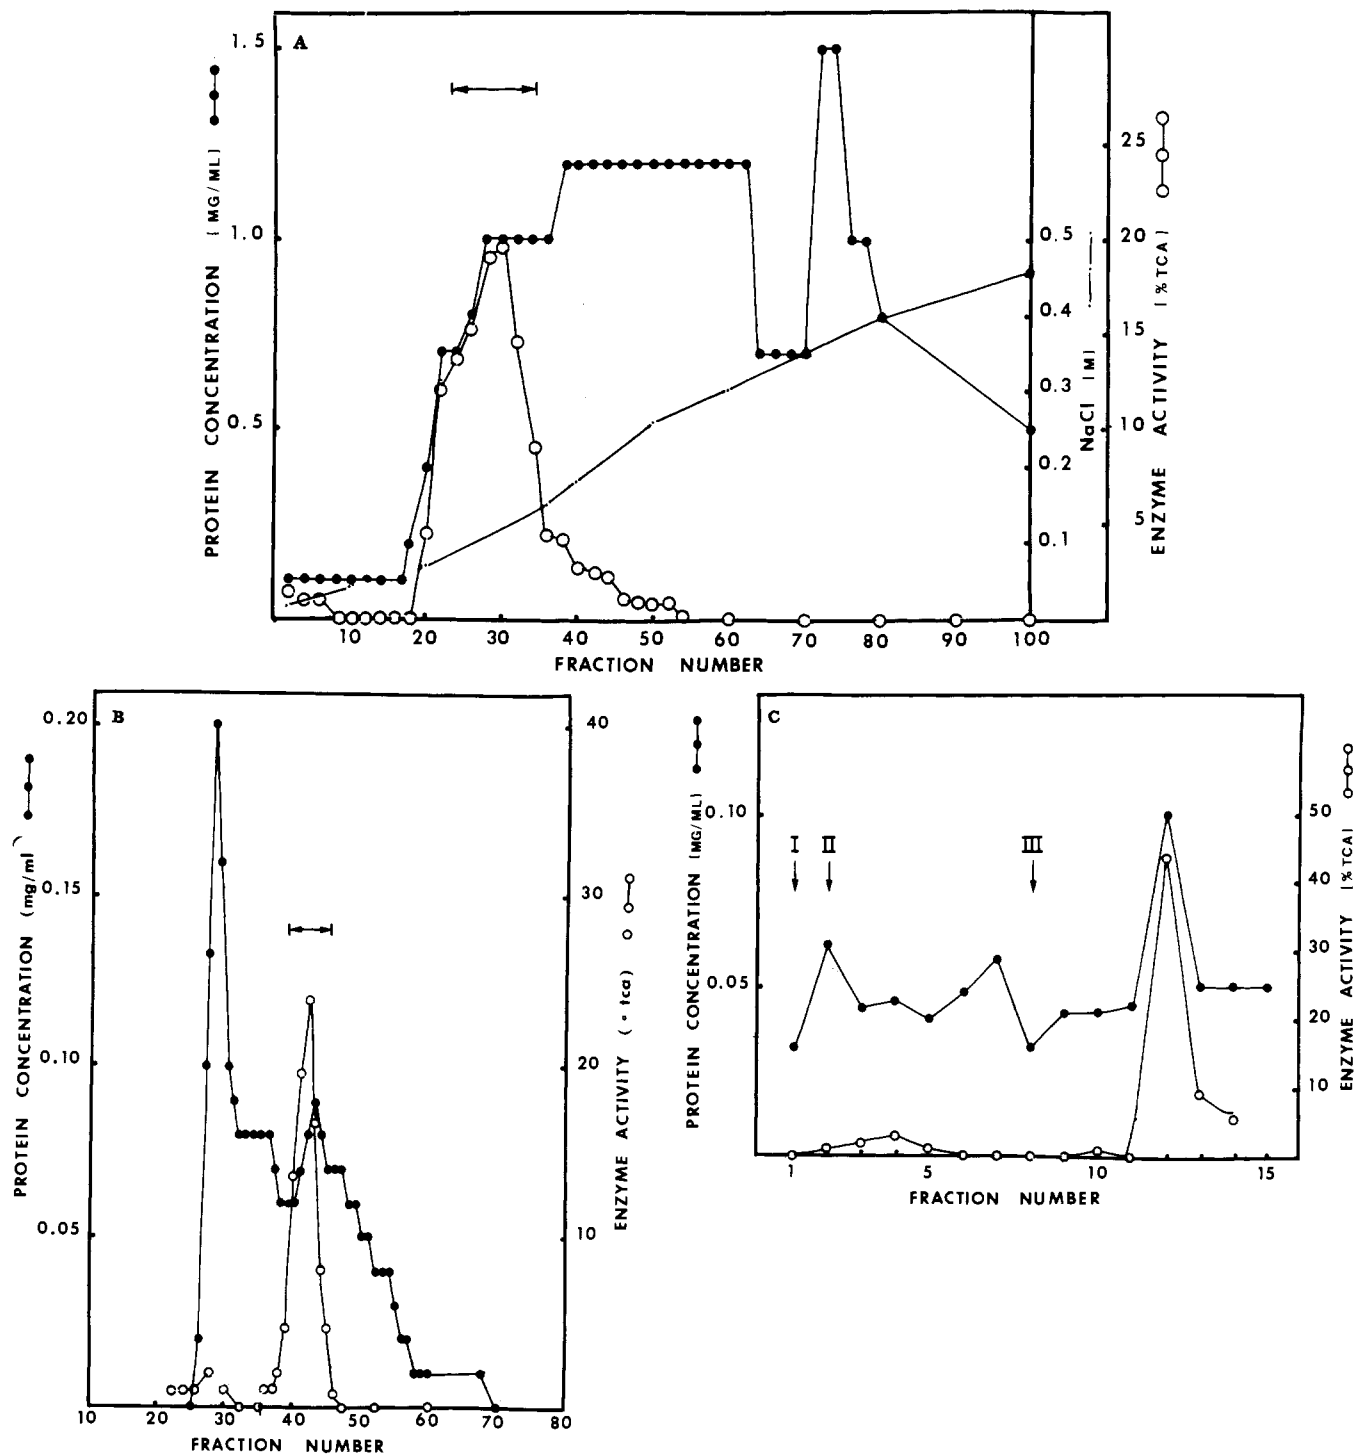 A
PROTEIN CONCENTRATION [MG/ML]
1.5
1.0
0.5
10 20 30 40 50 60 70 80 90 100
FRACTION NUMBER
0.5
0.4
0.3
0.2
0.1
NaCl [M]
25
20
15
10
5
ENZYME ACTIVITY [%TCA]
B
PROTEIN CONCENTRATION (mg/ml)
0.20
0.15
0.10
0.05
10 20 30 40 50 60 70 80
FRACTION NUMBER
40
30
20
10
ENZYME ACTIVITY ( tca)
C
PROTEIN CONCENTRATION [MG/ML]
0.10
0.05
I II III
1 5 10 15
FRACTION NUMBER
50
40
30
20
10
ENZYME ACTIVITY [%TCA]